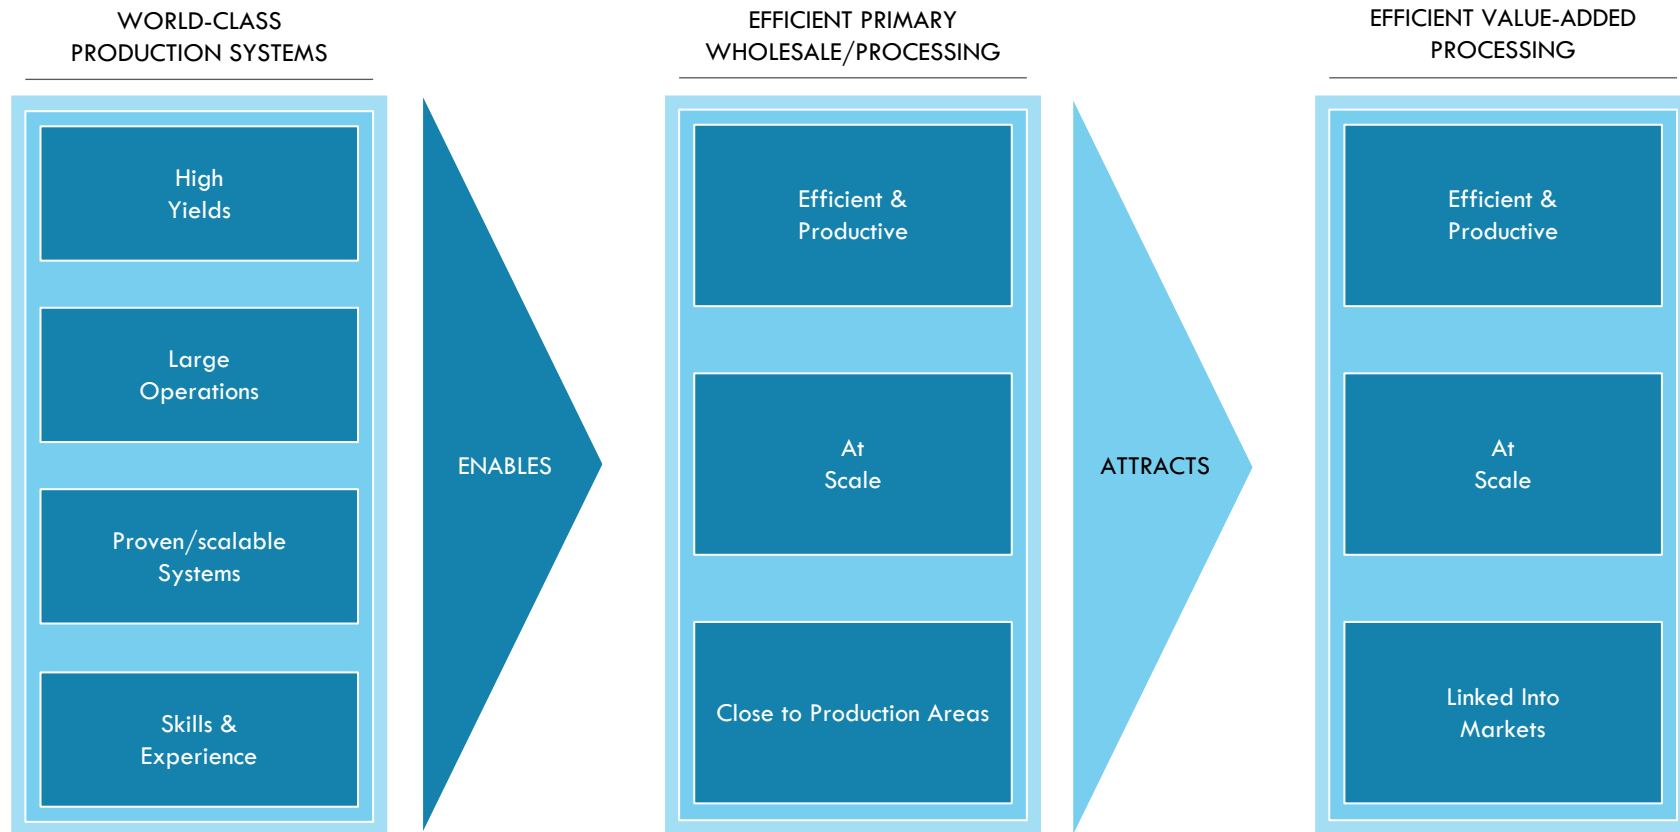 WORLD-CLASS
PRODUCTION SYSTEMS
High
Yields
Large
Operations
Proven/scalable
Systems
Skills &
Experience
ENABLES
EFFICIENT PRIMARY
WHOLESALE/PROCESSING
Efficient &
Productive
At
Scale
Close to Production Areas
ATTRACTS
EFFICIENT VALUE-ADDED
PROCESSING
Efficient &
Productive
At
Scale
Linked Into
Markets